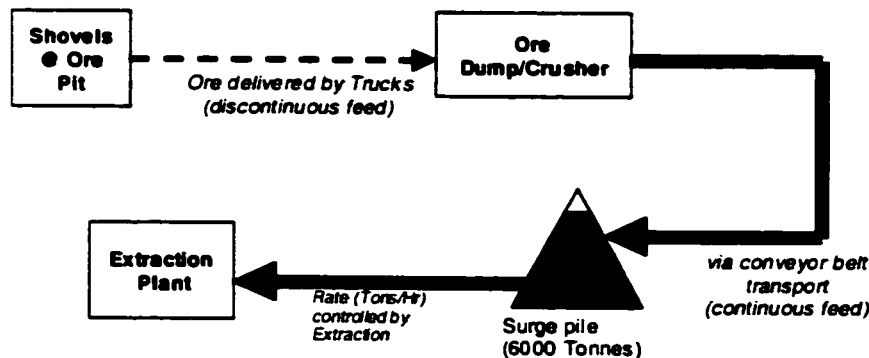 Shovels
@ Ore
Pit
Ore delivered by Trucks
(discontinuous feed)
Ore
Dump/Crusher
Extraction
Plant
Rate (Tons/Hr)
controlled by
Extraction
Surge pile
(6000 Tonnes)
via conveyor belt
transport
(continuous feed)